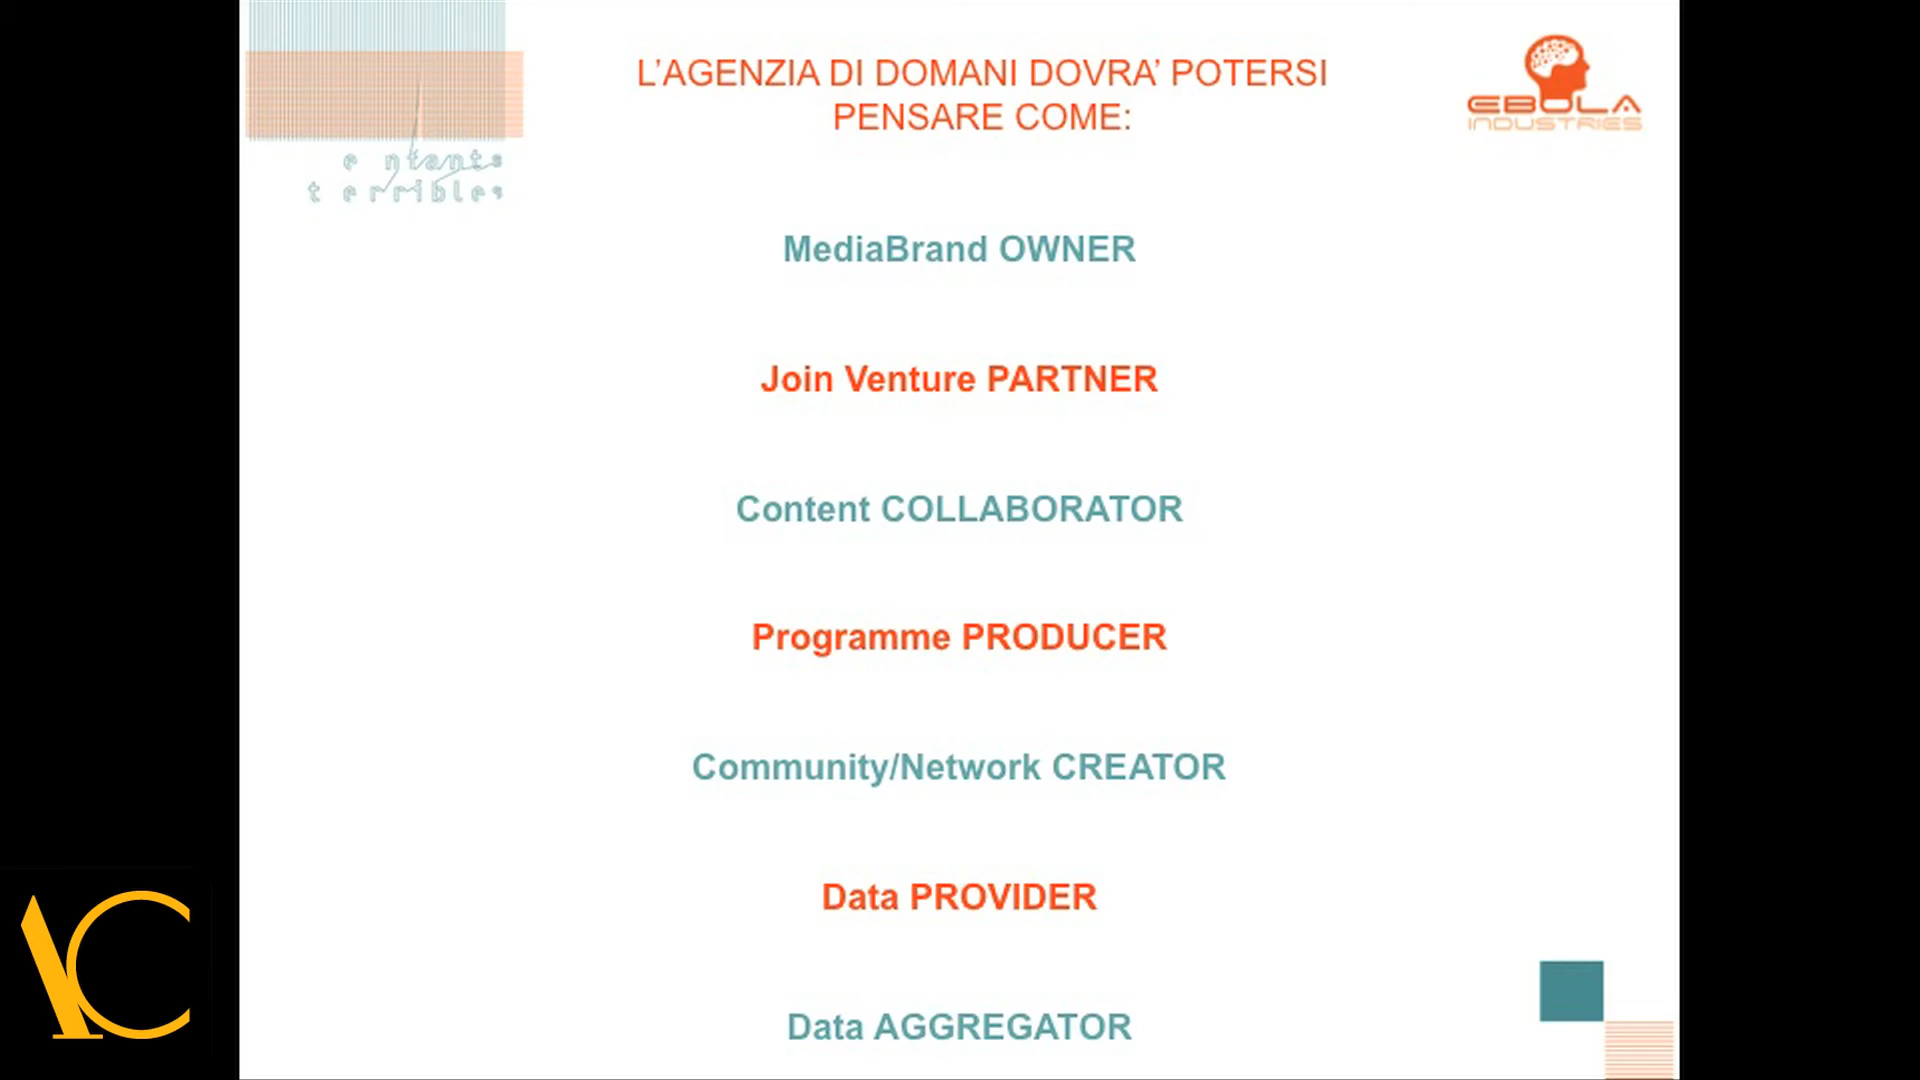 L'AGENZIA DI DOMANI DOVRA' POTERSI
PENSARE COME:
EBOLA
INDUSTRIES
enfants
terribles
MediaBrand OWNER
Join Venture PARTNER
Content COLLABORATOR
Programme PRODUCER
Community/Network CREATOR
Data PROVIDER
Data AGGREGATOR
AC